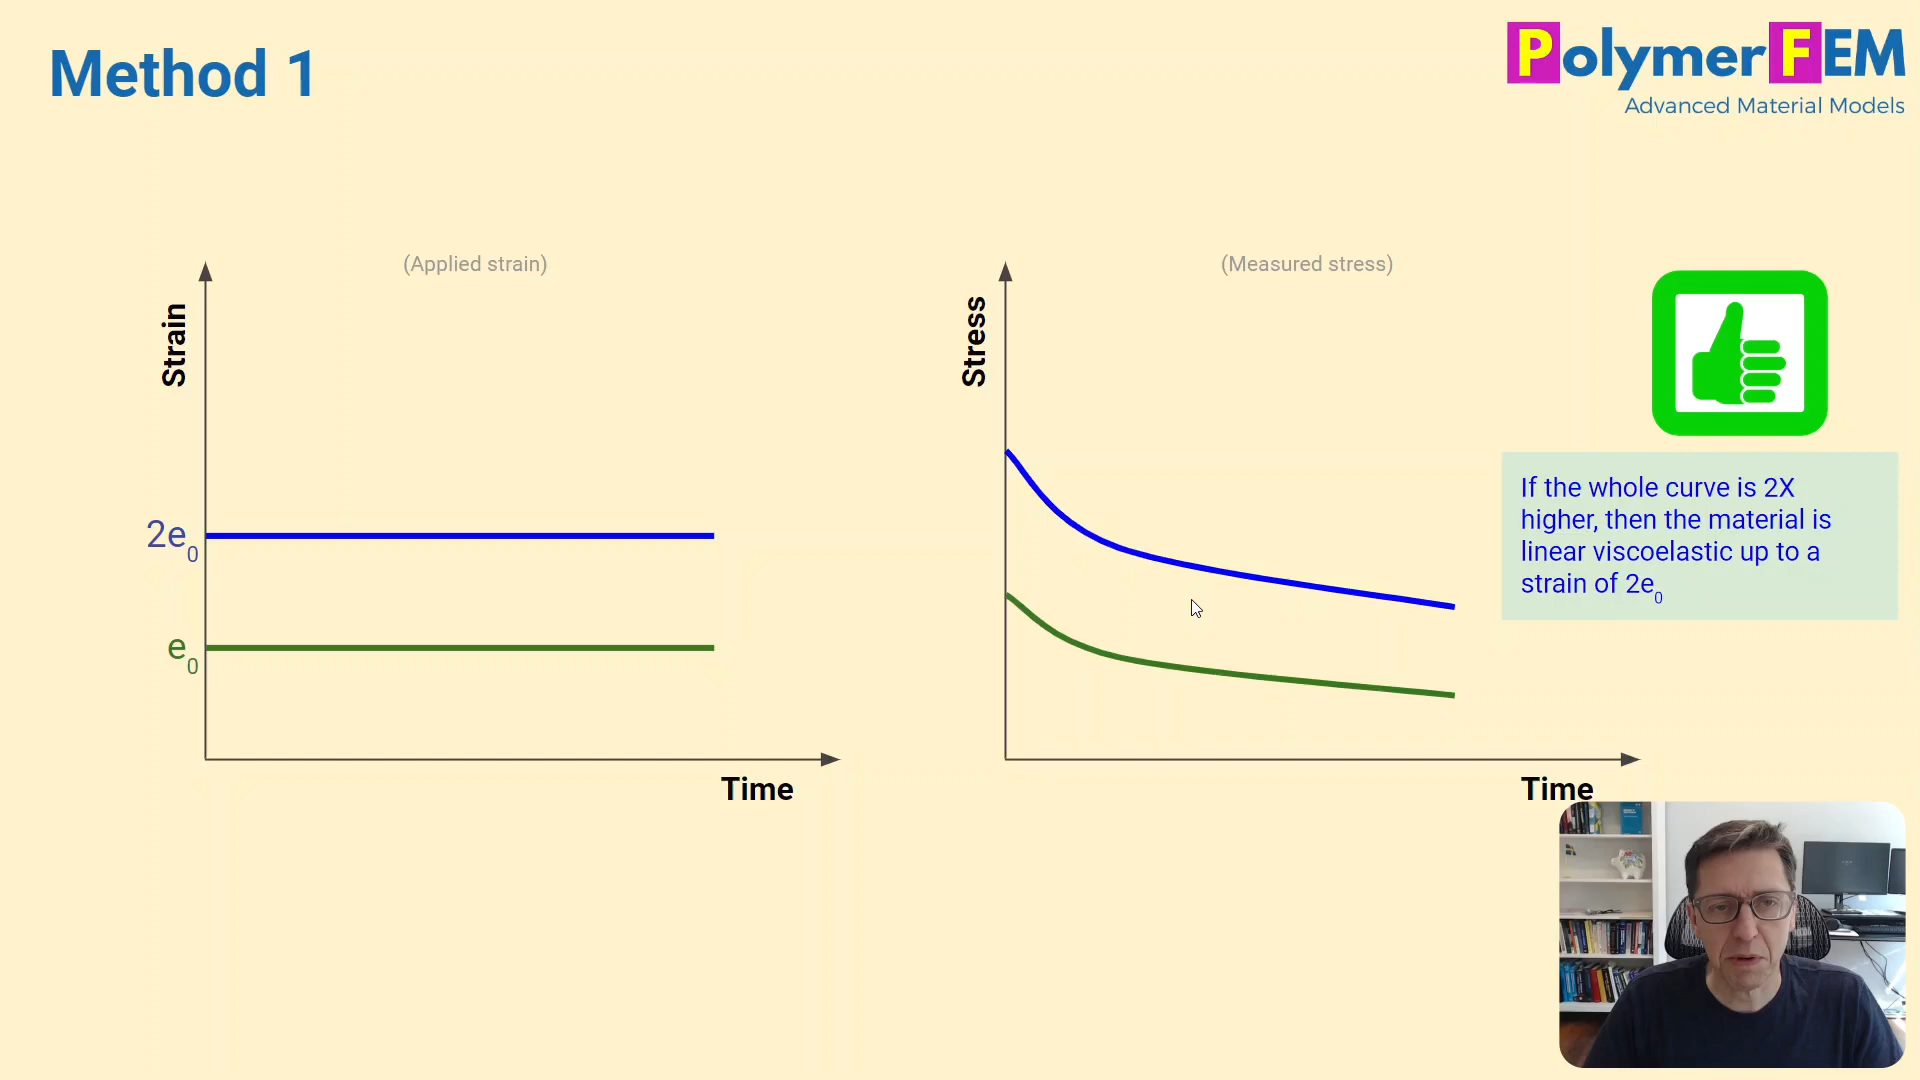 Method 1
PolymerFEM
Advanced Material Models
(Applied strain)
Strain
2e0
e0
Time
(Measured stress)
Stress
Time
If the whole curve is 2X
higher, then the material is
linear viscoelastic up to a
strain of 2e0